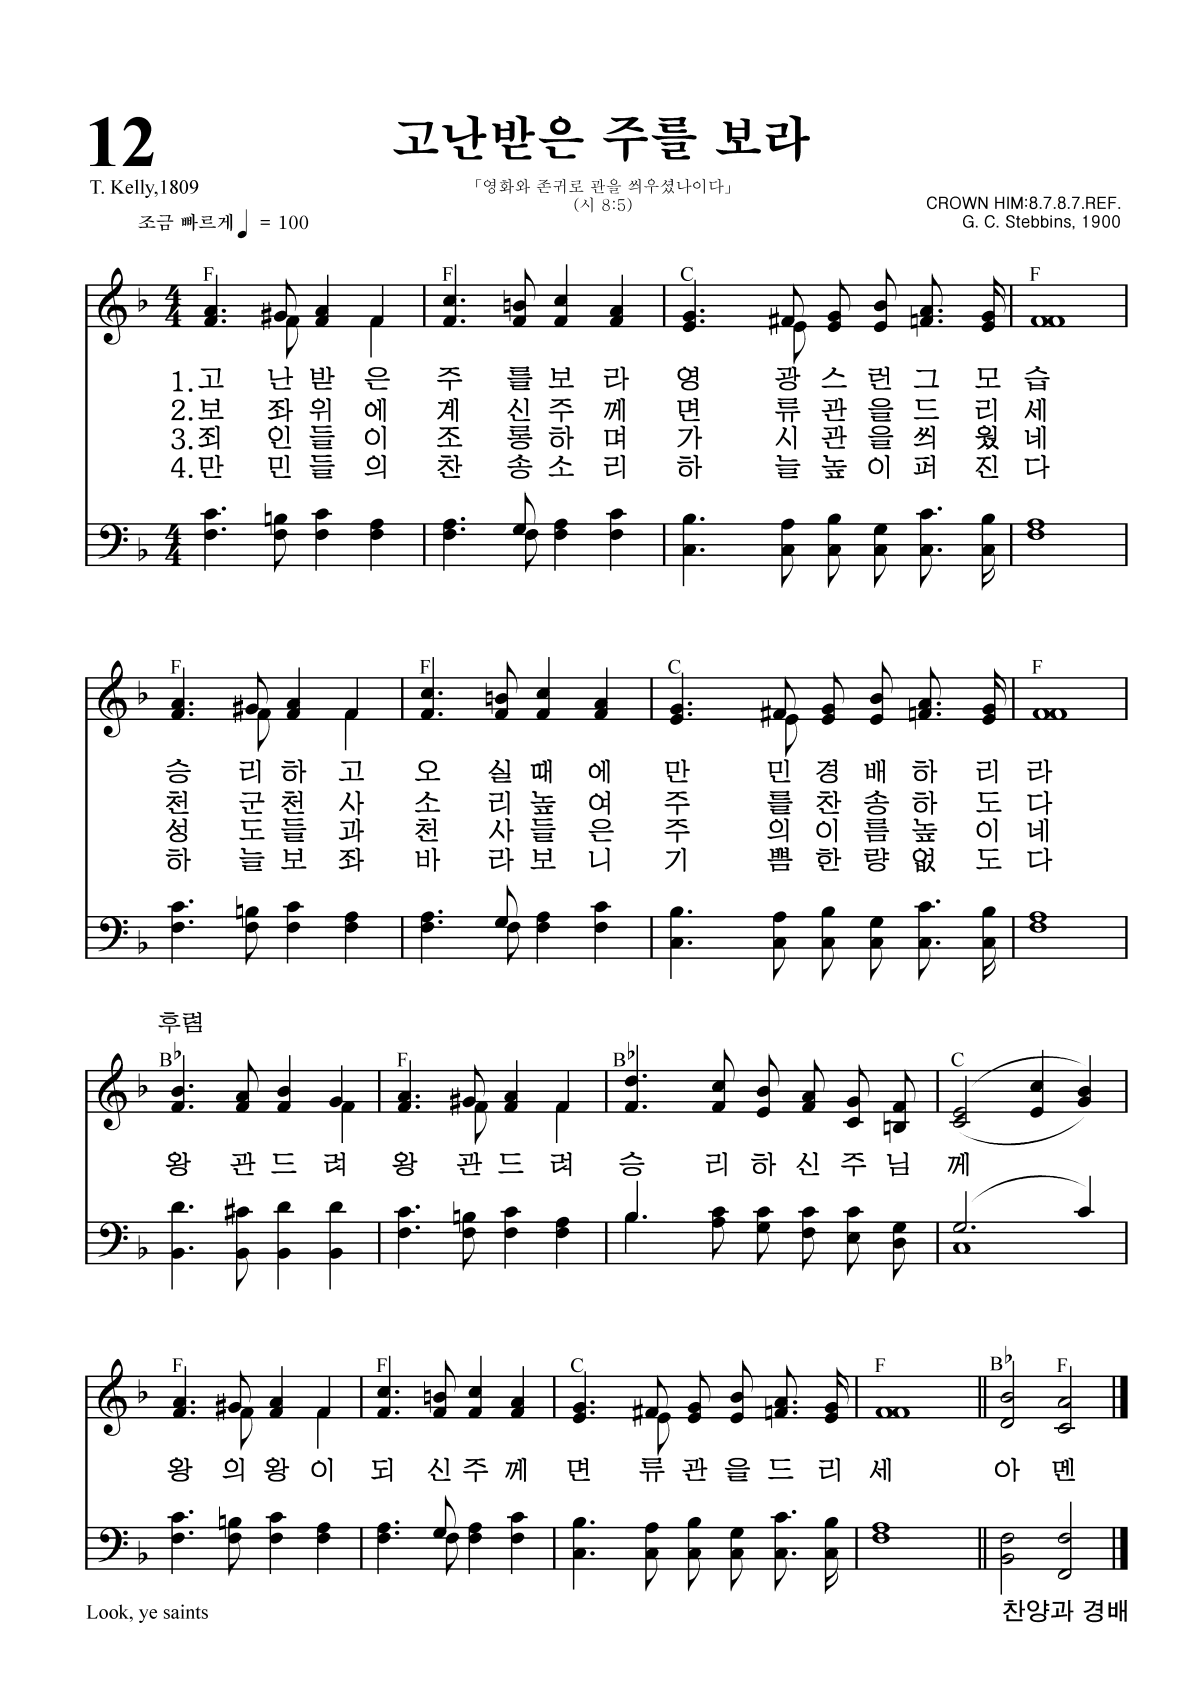 12
고난받은 주를 보라
T. Kelly,1809
「영화와 존귀로 관을 씌우셨나이다」
(시 8:5)
CROWN HIM:8.7.8.7.REF.
조금 빠르게♩ = 100
G. C. Stebbins, 1900
F F C F
1.고 난 받 은 주 를 보 라 영 광 스 런 그 모 습
2.보 좌 위 에 계 신 주 께 면 류 관 을 드 리 세
3.죄 인 들 이 조 롱 하 며 가 시 관 을 씌 웠 네
4.만 민 들 의 찬 송 소 리 하 늘 높 이 퍼 진 다
F F C F
승 리 하 고 오 실 때 에 만 민 경 배 하 리 라
천 군 천 사 소 리 높 여 주 를 찬 송 하 도 다
성 도 들 과 천 사 들 은 주 의 이 름 높 이 네
하 늘 보 좌 바 라 보 니 기 쁨 한 량 없 도 다
후렴
B♭ F B♭ C
왕 관 드 려 왕 관 드 려 승 리 하 신 주 님 께
F F C F B♭ F
왕 의 왕 이 되 신 주 께 면 류 관 을 드 리 세 아 멘
Look, ye saints
찬양과 경배